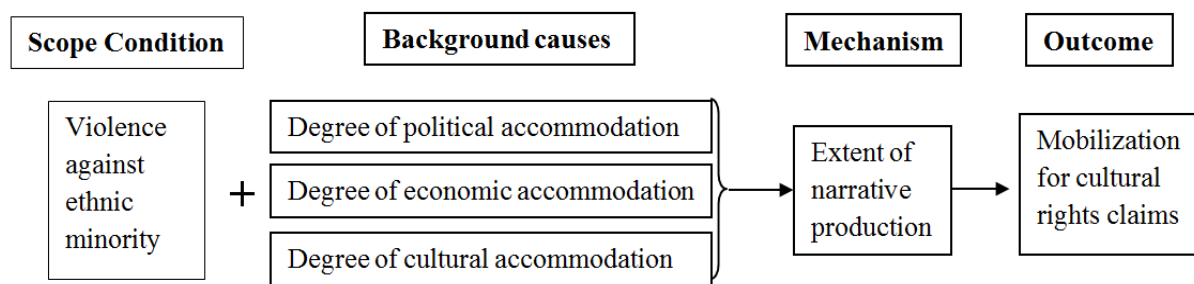 Scope Condition
Background causes
Mechanism
Outcome
Violence
against
ethnic
minority
+
Degree of political accommodation
Degree of economic accommodation
Degree of cultural accommodation
Extent of
narrative
production
Mobilization
for cultural
rights claims